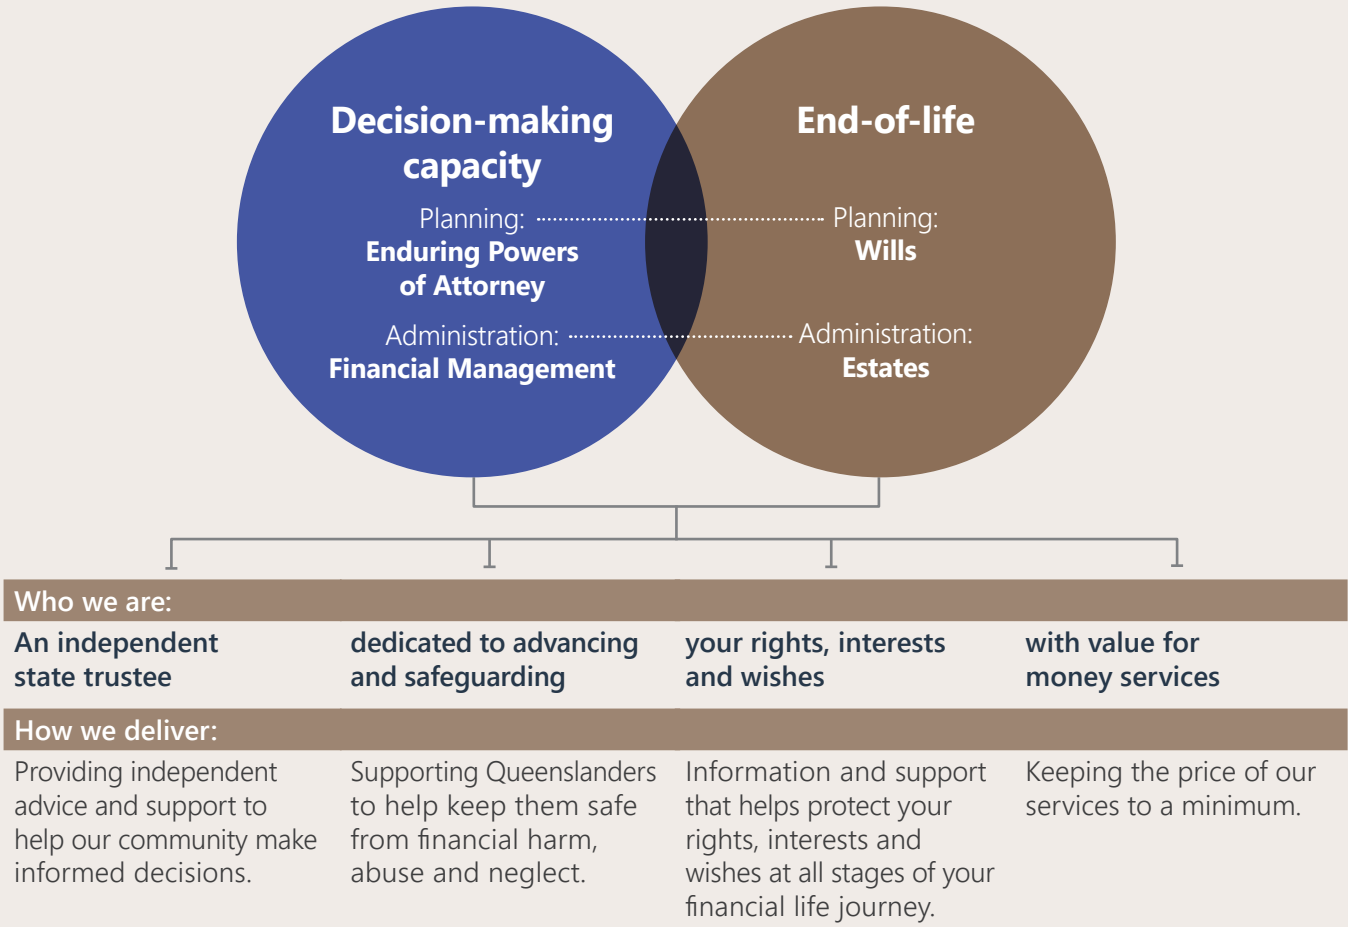 Decision-making
capacity
Planning:
Enduring Powers
of Attorney
Administration:
Financial Management
End-of-life
Planning:
Wills
Administration:
Estates
Who we are:
An independent
state trustee
dedicated to advancing
and safeguarding
your rights, interests
and wishes
with value for
money services
How we deliver:
Providing independent
advice and support to
help our community make
informed decisions.
Supporting Queenslanders
to help keep them safe
from financial harm,
abuse and neglect.
Information and support
that helps protect your
rights, interests and
wishes at all stages of your
financial life journey.
Keeping the price of our
services to a minimum.